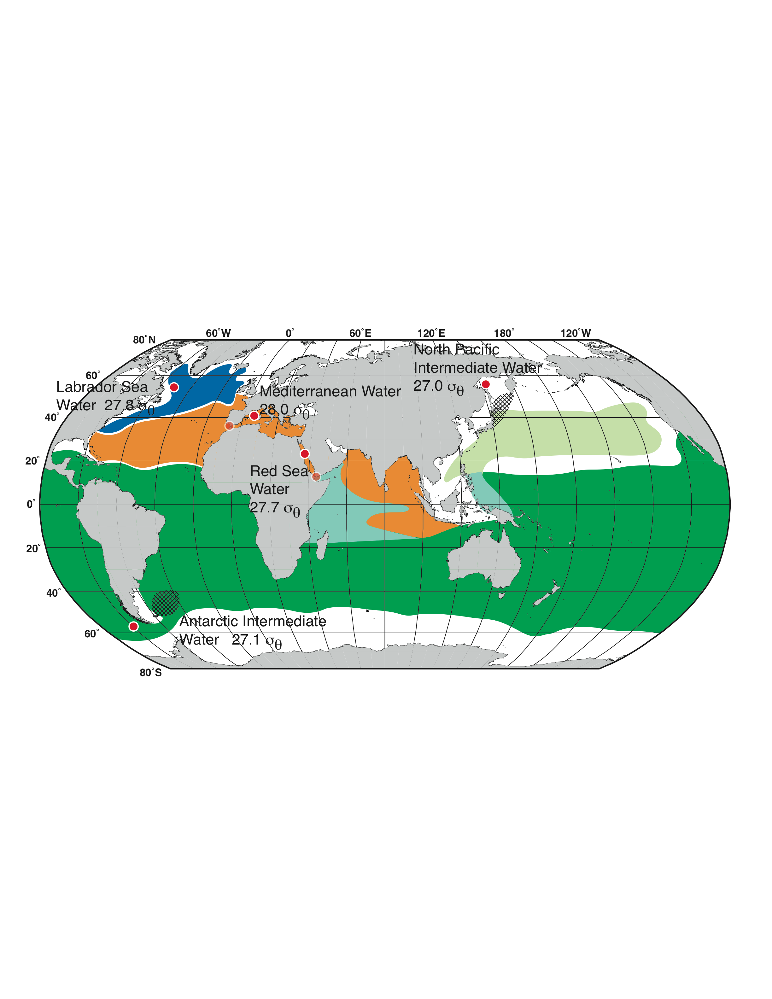 60°W 0° 60°E 120°E 180° 120°W
80°N
North Pacific
Intermediate Water
27.0 σθ
60°
Labrador Sea
Water 27.8 σθ
Mediterranean Water
28.0 σθ
40°
20°
Red Sea
Water
27.7 σθ
0°
20°
40°
Antarctic Intermediate
Water 27.1 σθ
60°
80°S